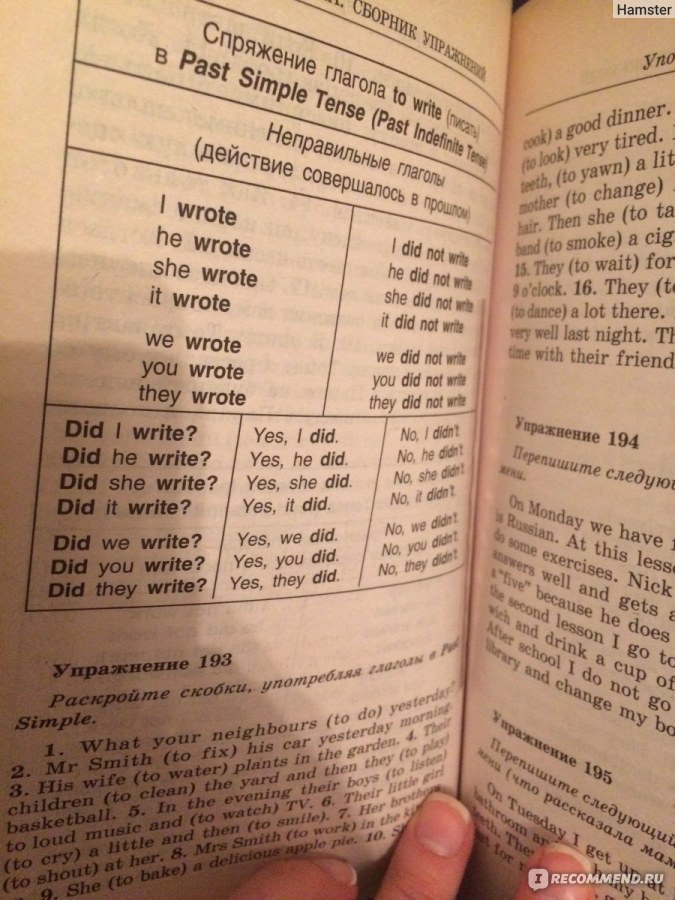 Hamster
СБОРНИК УПРАЖНЕНИЙ
Спряжение глагола to write (писать)
в Past Simple Tense (Past Indefinite Tense)
Неправильные глаголы
(действие совершалось в прошлом)
I wrote
he wrote
she wrote
it wrote
we wrote
you wrote
they wrote
I did not write
he did not write
she did not write
it did not write
we did not write
you did not write
they did not write
Did I write? Yes, I did. No, I didn't.
Did he write? Yes, he did. No, he didn't.
Did she write? Yes, she did. No, she didn't.
Did it write? Yes, it did. No, it didn't.
Did we write? Yes, we did. No, we didn't.
Did you write? Yes, you did. No, you didn't.
Did they write? Yes, they did. No, they didn't.
Упражнение 193
Раскройте скобки, употребляя глаголы в Past
Simple.
1. What your neighbours (to do) yesterday?
2. Mr Smith (to fix) his car yesterday morning.
3. His wife (to water) plants in the garden. 4. Their
children (to clean) the yard and then they (to play)
basketball. 5. In the evening their boys (to listen)
to loud music and (to watch) TV. 6. Their little girl
(to cry) a little and then (to smile). 7. Her brothers
(to shout) at her. 8. Mrs Smith (to work) in the
9. She (to bake) a delicious apple pie. 10.
cook) a good dinner.
(to look) very tired.
teeth, (to yawn) a
mother (to change)
hair. Then she (to
band (to smoke) a
15. They (to wait) for
9 o'clock. 16. They
(to dance) a lot there.
very well last night.
time with their
Упражнение 194
Перепишите
On Monday we have
is Russian. At this
do some exercises. Nick
answers well and gets
a "five" because he does
the second lesson I go to
and drink a cup of
After school I do not go
library and change my
Упражнение 195
Перепишите следующий
(что рассказала
On Tuesday I get up at
bathroom
teeth.
IRECOMMEND.RU